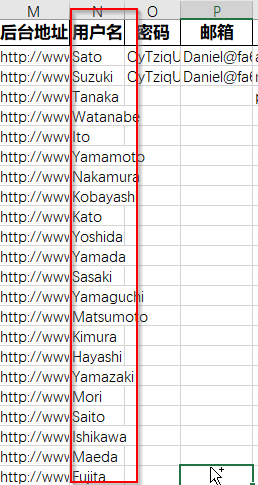 M N O P
后台地址 用户名 密码 邮箱
http://www Sato CyTziqU Daniel@fa6
http://www Suzuki CyTziqU Daniel@fa6
http://www Tanaka
http://www Watanabe
http://www Ito
http://www Yamamoto
http://www Nakamura
http://www Kobayashi
http://www Kato
http://www Yoshida
http://www Yamada
http://www Sasaki
http://www Yamaguchi
http://www Matsumoto
http://www Kimura
http://www Hayashi
http://www Yamazaki
http://www Mori
http://www Saito
http://www Ishikawa
http://www Maeda
http://www Fujita